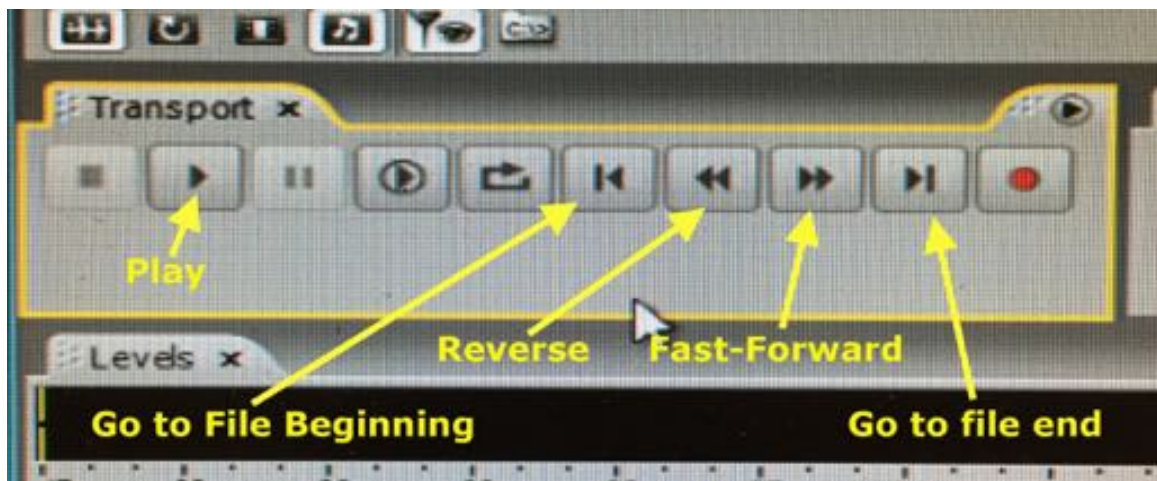 C:\>
Transport
Play
Reverse
Fast-Forward
Levels
Go to File Beginning
Go to file end